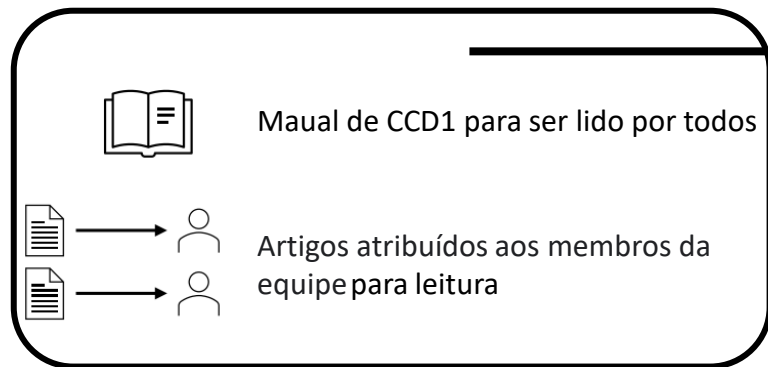 Maual de CCD1 para ser lido por todos
Artigos atribuídos aos membros da
equipe para leitura